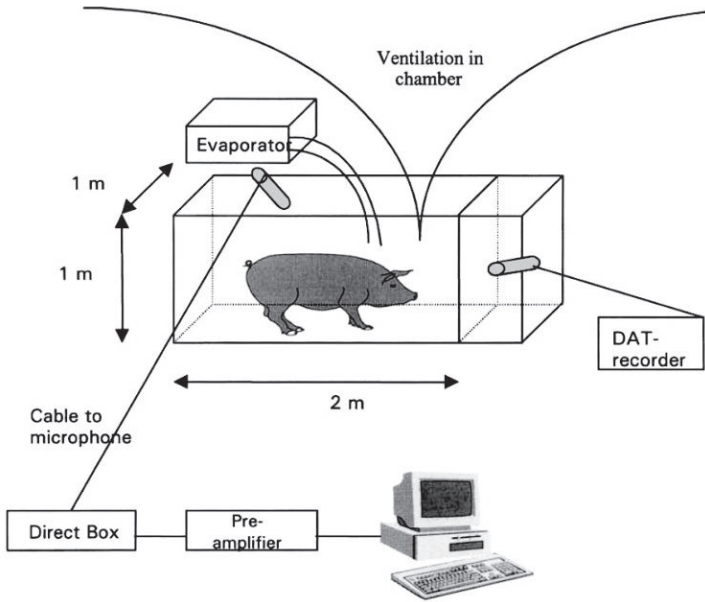 Ventilation in
chamber
Evaporator
1 m
1 m
DAT-
recorder
2 m
Cable to
microphone
Direct Box
Pre-
amplifier